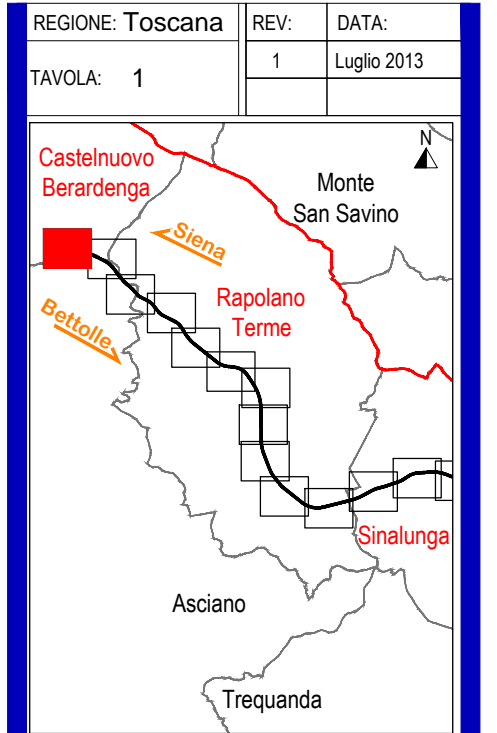 REGIONE: Toscana
REV:
DATA:
TAVOLA: 1
1
Luglio 2013
N
Castelnuovo
Berardenga
Monte
San Savino
Siena
Rapolano
Terme
Bettolle
Sinalunga
Asciano
Trequanda